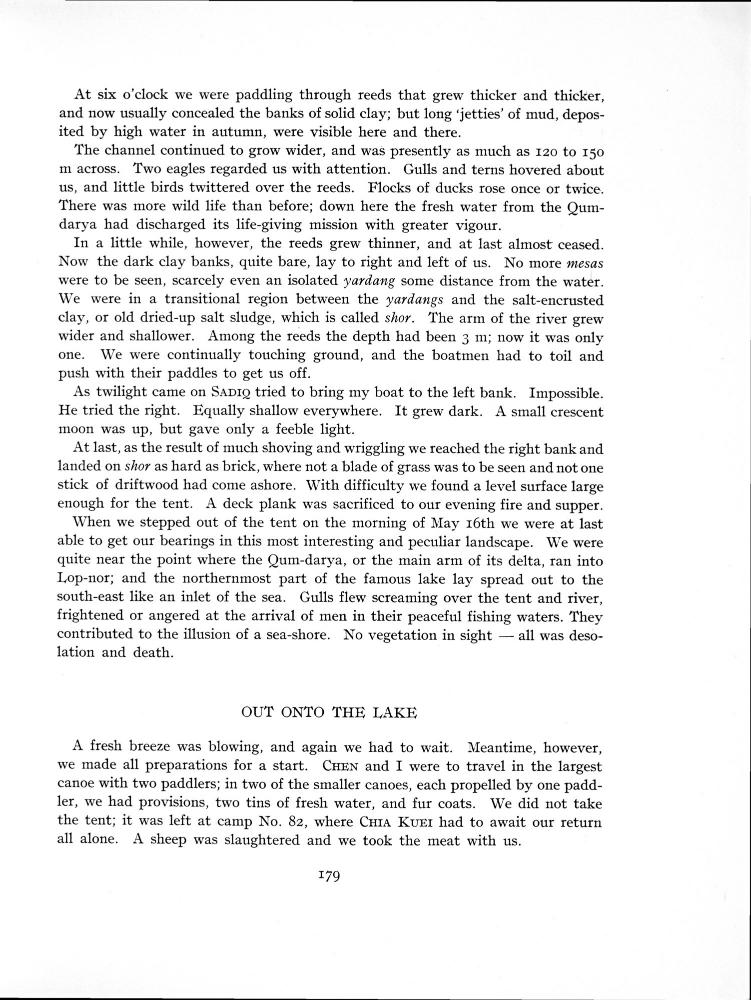 At six o'clock we were paddling through reeds that grew thicker and thicker,
and now usually concealed the banks of solid clay; but long 'jetties' of mud, depos-
ited by high water in autumn, were visible here and there.
The channel continued to grow wider, and was presently as much as 120 to 150
m across. Two eagles regarded us with attention. Gulls and terns hovered about
us, and little birds twittered over the reeds. Flocks of ducks rose once or twice.
There was more wild life than before; down here the fresh water from the Qum-
darya had discharged its life-giving mission with greater vigour.
In a little while, however, the reeds grew thinner, and at last almost ceased.
Now the dark clay banks, quite bare, lay to right and left of us. No more mesas
were to be seen, scarcely even an isolated yardang some distance from the water.
We were in a transitional region between the yardangs and the salt-encrusted
clay, or old dried-up salt sludge, which is called shor. The arm of the river grew
wider and shallower. Among the reeds the depth had been 3 m; now it was only
one. We were continually touching ground, and the boatmen had to toil and
push with their paddles to get us off.
As twilight came on SADIQ tried to bring my boat to the left bank. Impossible.
He tried the right. Equally shallow everywhere. It grew dark. A small crescent
moon was up, but gave only a feeble light.
At last, as the result of much shoving and wriggling we reached the right bank and
landed on shor as hard as brick, where not a blade of grass was to be seen and not one
stick of driftwood had come ashore. With difficulty we found a level surface large
enough for the tent. A deck plank was sacrificed to our evening fire and supper.
When we stepped out of the tent on the morning of May 16th we were at last
able to get our bearings in this most interesting and peculiar landscape. We were
quite near the point where the Qum-darya, or the main arm of its delta, ran into
Lop-nor; and the northernmost part of the famous lake lay spread out to the
south-east like an inlet of the sea. Gulls flew screaming over the tent and river,
frightened or angered at the arrival of men in their peaceful fishing waters. They
contributed to the illusion of a sea-shore. No vegetation in sight — all was deso-
lation and death.
OUT ONTO THE LAKE
A fresh breeze was blowing, and again we had to wait. Meantime, however,
we made all preparations for a start. CHEN and I were to travel in the largest
canoe with two paddlers; in two of the smaller canoes, each propelled by one padd-
ler, we had provisions, two tins of fresh water, and fur coats. We did not take
the tent; it was left at camp No. 82, where CHIA KUEI had to await our return
all alone. A sheep was slaughtered and we took the meat with us.
179